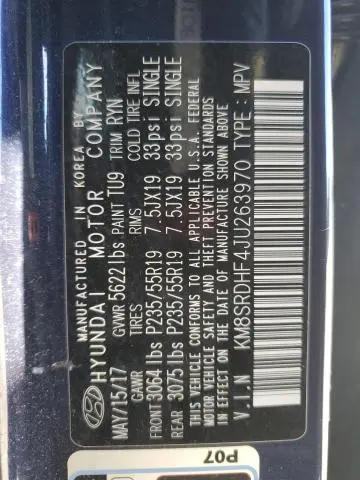 MANUFACTURED IN KOREA BY
HYUNDAI MOTOR COMPANY
MAY/15/17 GVWR 5622 lbs PAINT TU9 TRIM RYN
GAWR TIRES RIMS COLD TIRE INFL
FRONT 3064 lbs P235/55R19 7.5JX19 33psi SINGLE
REAR 3075 lbs P235/55R19 7.5JX19 33psi SINGLE
THIS VEHICLE CONFORMS TO ALL APPLICABLE U.S.A. FEDERAL
MOTOR VEHICLE SAFETY AND THEFT PREVENTION STANDARDS
IN EFFECT ON THE DATE OF MANUFACTURE SHOWN ABOVE.
V.I.N KM8SRDHF4JU263970 TYPE : MPV
P07